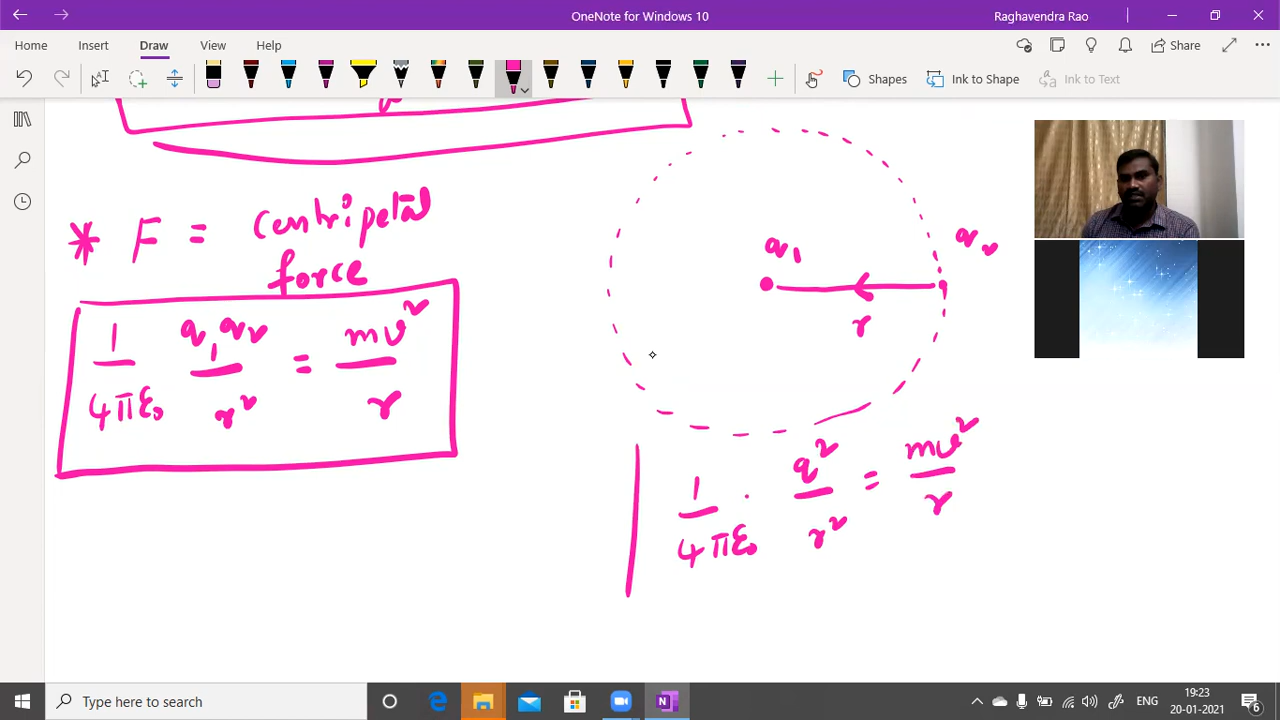 OneNote for Windows 10
Raghavendra Rao
Home Insert Draw View Help
Share
Shapes
Ink to Shape
Ink to Text
* F = Centripetal
force
1/4πε₀ q₁q₂/r² = mv²/r
q₁
q₂
r
1/4πε₀ · q²/r² = mv²/r
Type here to search
ENG
19:23
20-01-2021
6